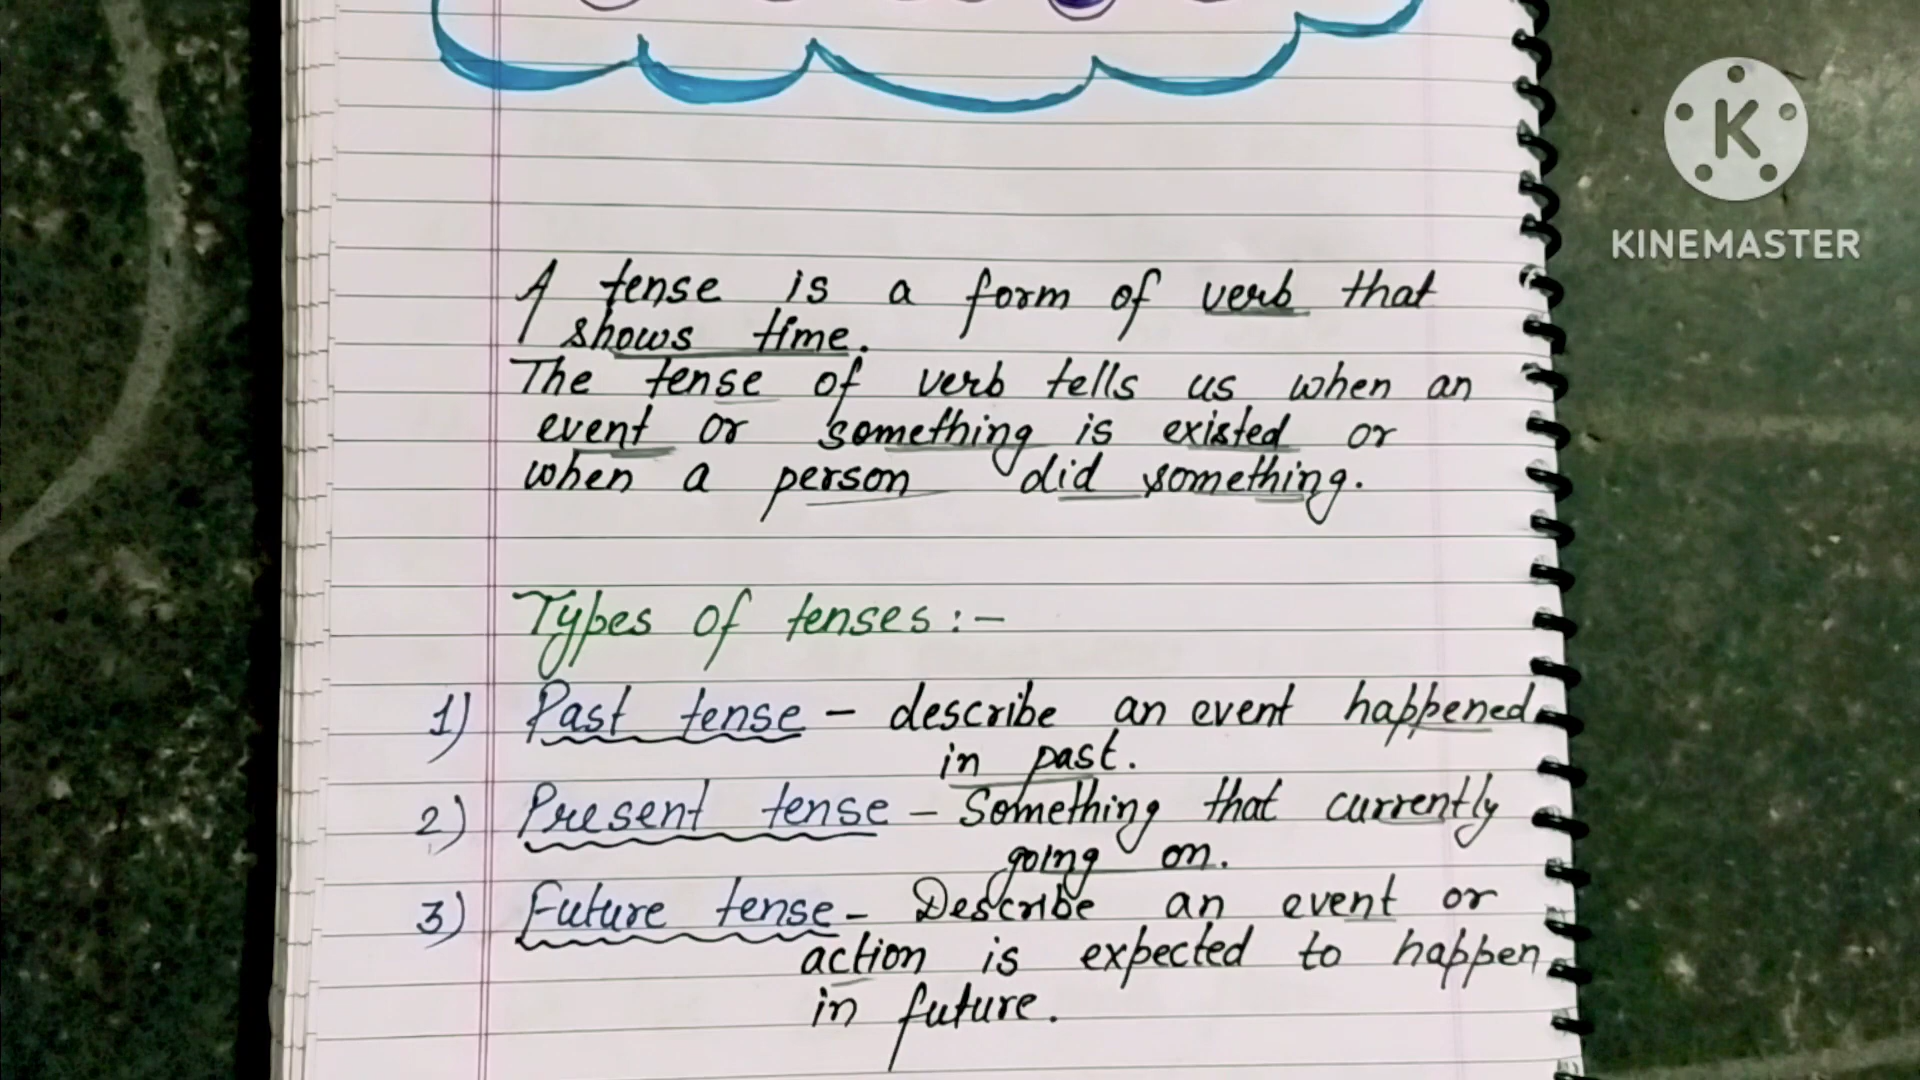 A tense is a form of verb that
shows time.
The tense of verb tells us when an
event or something is existed or
when a person did something.
Types of tenses:-
1) Past tense - describe an event happened
in past.
2) Present tense - Something that currently
going on.
3) Future tense - Describe an event or
action is expected to happen
in future.
K
KINEMASTER